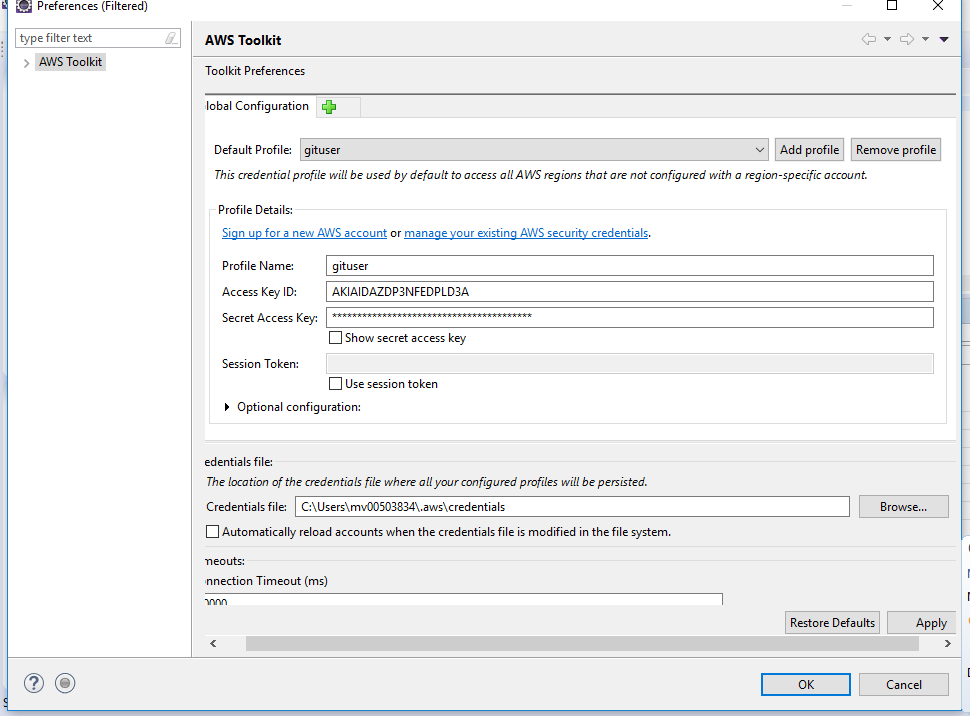 Preferences (Filtered)
type filter text
AWS Toolkit
AWS Toolkit
Toolkit Preferences
lobal Configuration
Default Profile: gituser Add profile Remove profile
This credential profile will be used by default to access all AWS regions that are not configured with a region-specific account.
Profile Details:
Sign up for a new AWS account or manage your existing AWS security credentials.
Profile Name: gituser
Access Key ID: AKIAIDAZDP3NFEDPLD3A
Secret Access Key: ****************************************
Show secret access key
Session Token:
Use session token
Optional configuration:
edentials file:
The location of the credentials file where all your configured profiles will be persisted.
Credentials file: C:\Users\mv00503834\.aws\credentials Browse...
Automatically reload accounts when the credentials file is modified in the file system.
meouts:
nnection Timeout (ms)
Restore Defaults Apply
OK Cancel